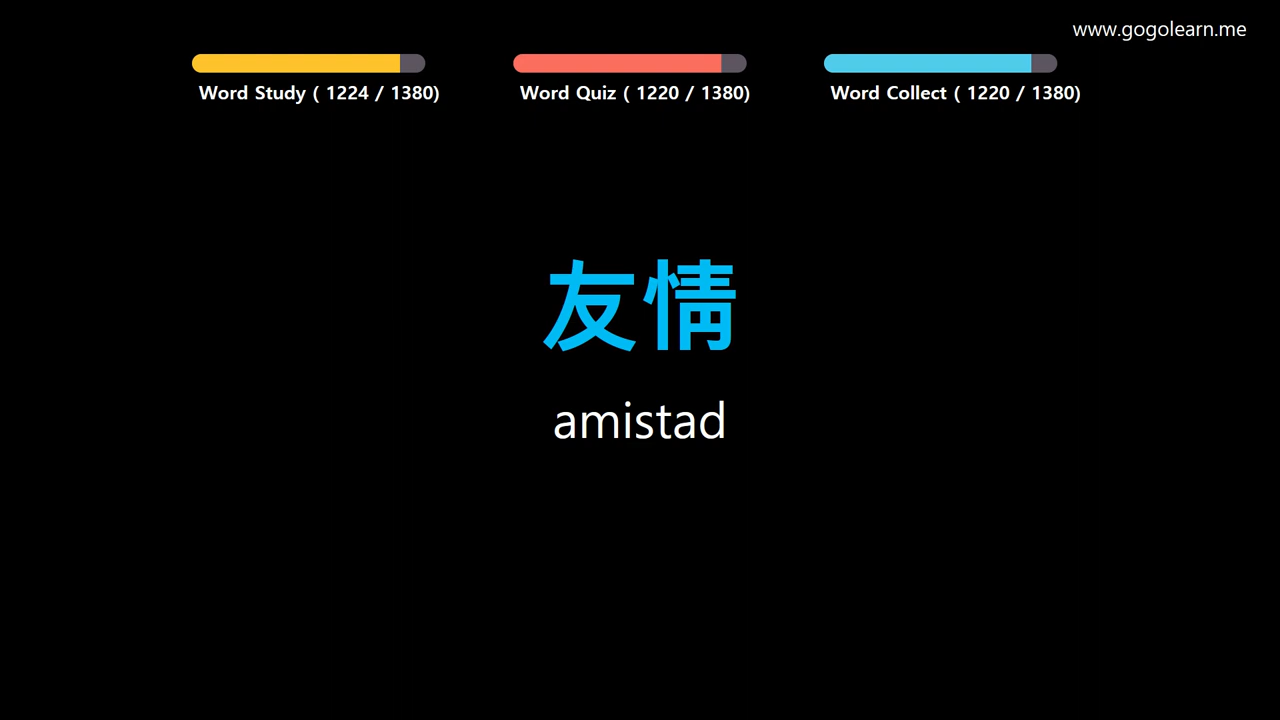 www.gogolearn.me
Word Study ( 1224 / 1380)
Word Quiz ( 1220 / 1380)
Word Collect ( 1220 / 1380)
友情
amistad